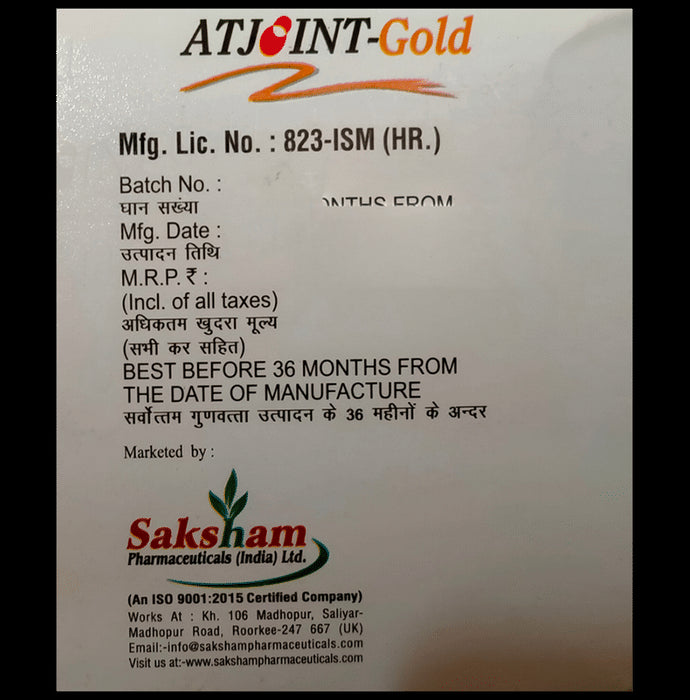 ATJOINT-Gold
Mfg. Lic. No. : 823-ISM (HR.)
Batch No. :
घान सख्या
ONTHS FROM
Mfg. Date :
उत्पादन तिथि
M.R.P. ₹ :
(Incl. of all taxes)
अधिकतम खुदरा मूल्य
(सभी कर सहित)
BEST BEFORE 36 MONTHS FROM
THE DATE OF MANUFACTURE
सर्वोत्तम गुणवत्ता उत्पादन के 36 महीनों के अन्दर
Marketed by :
Saksham
Pharmaceuticals (India) Ltd.
(An ISO 9001:2015 Certified Company)
Works At : Kh. 106 Madhopur, Saliyar-
Madhopur Road, Roorkee-247 667 (UK)
Email:-info@sakshampharmaceuticals.com
Visit us at:-www.sakshampharmaceuticals.com